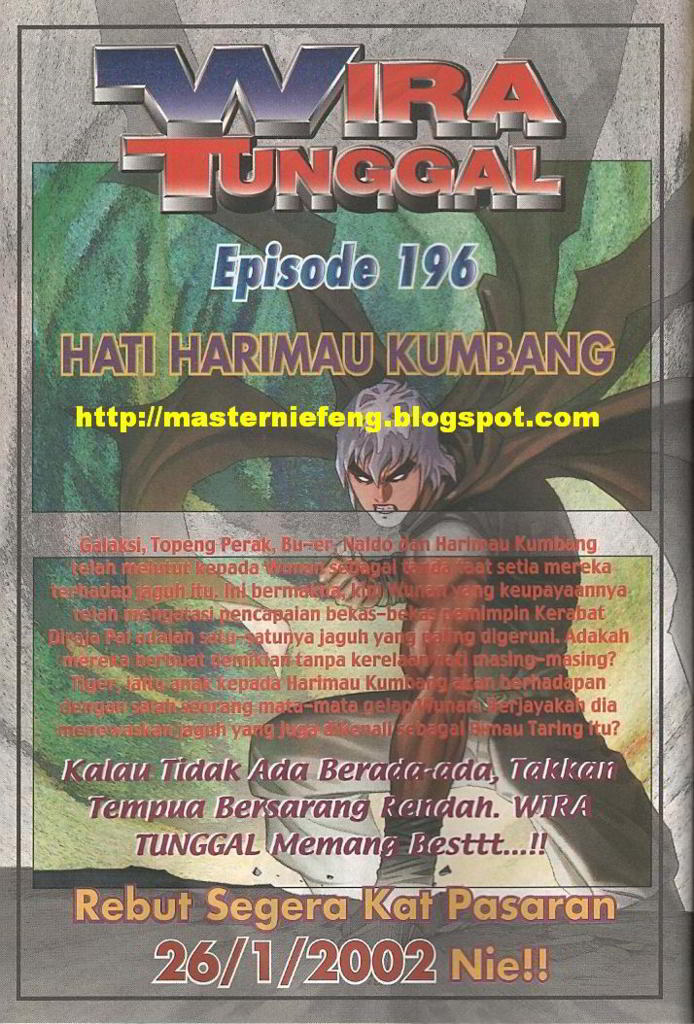 WIRA
TUNGGAL
Episode 196
HATI HARIMAU KUMBANG
http://masterniefeng.blogspot.com
Galaksi, Topeng Perak, Bu-er, Naldo dan Harimau Kumbang
telah melutut kepada Wunan sebagai tanda taat setia mereka
terhadap jaguh itu. Ini bermakna, kini Wunan yang keupayaannya
telah mengatasi pencapaian bekas-bekas pemimpin Kerabat
Diraja Pai adalah satu-satunya jaguh yang paling digeruni. Adakah
mereka berbuat demikian tanpa kerelaan hati masing-masing?
Tiger, iaitu anak kepada Harimau Kumbang akan berhadapan
dengan salah seorang mata-mata gelap Wunan. Berjayakah dia
menewaskan jaguh yang juga dikenali sebagai Rimau Taring itu?
Kalau Tidak Ada Berada-ada, Takkan
Tempua Bersarang Rendah. WIRA
TUNGGAL Memang Besttt...!!
Rebut Segera Kat Pasaran
26/1/2002 Nie!!